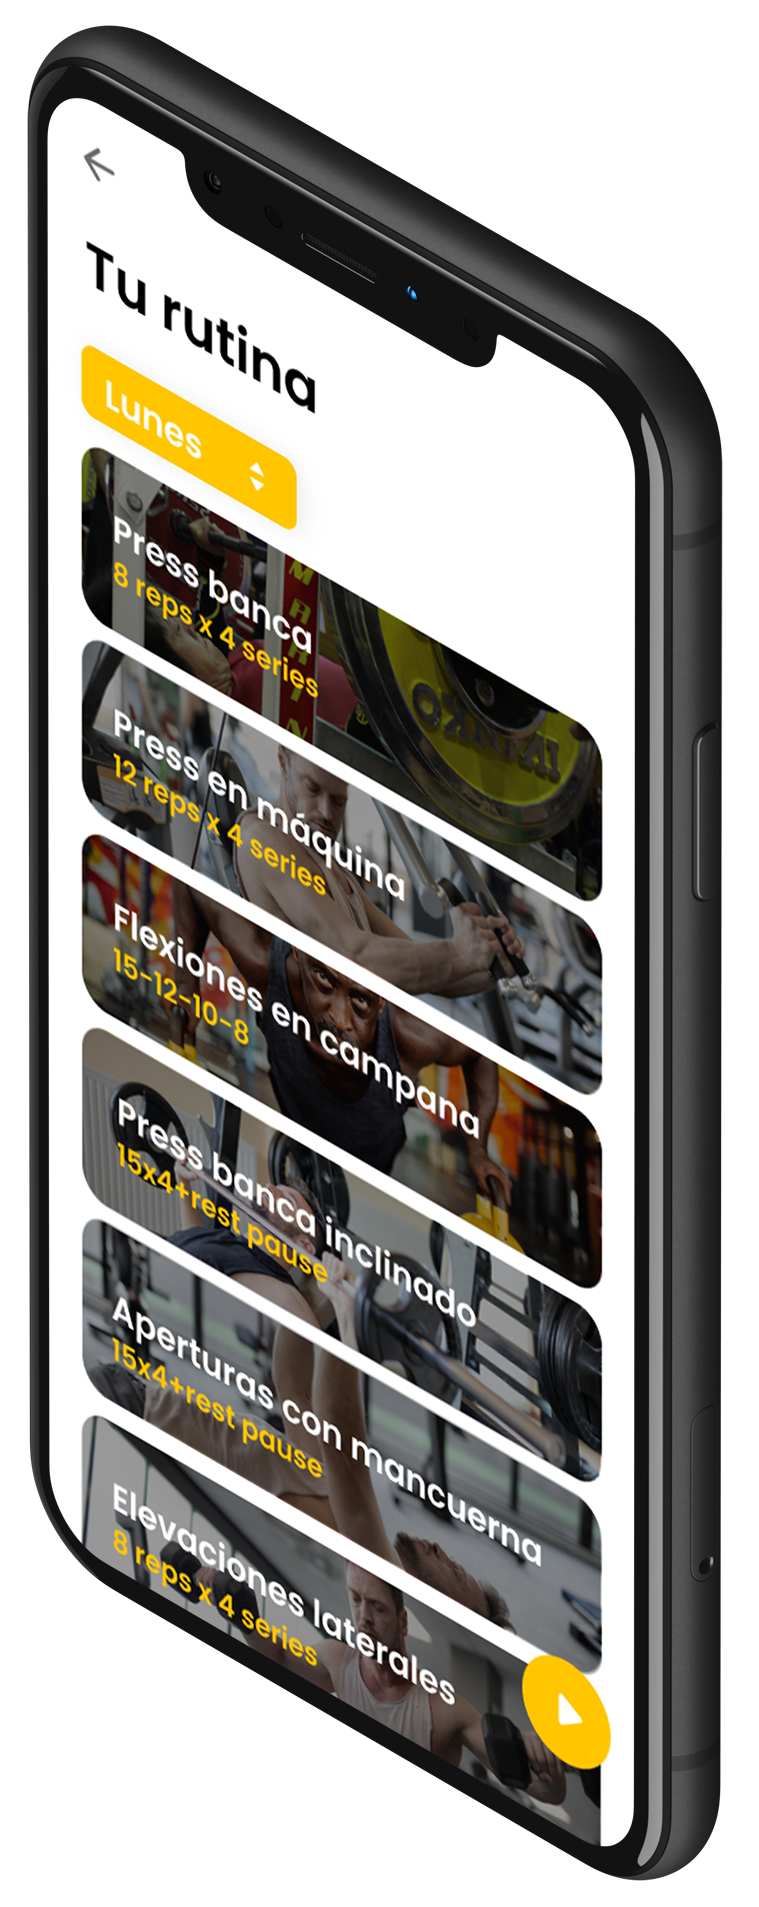 Tu rutina
Lunes
Press banca
8 reps x 4 series
IVANKO
Press en máquina
12 reps x 4 series
Flexiones en campana
15-12-10-8
Press banca inclinado
15x4+rest pause
Aperturas con mancuerna
15x4+rest pause
Elevaciones laterales
8 reps x 4 series